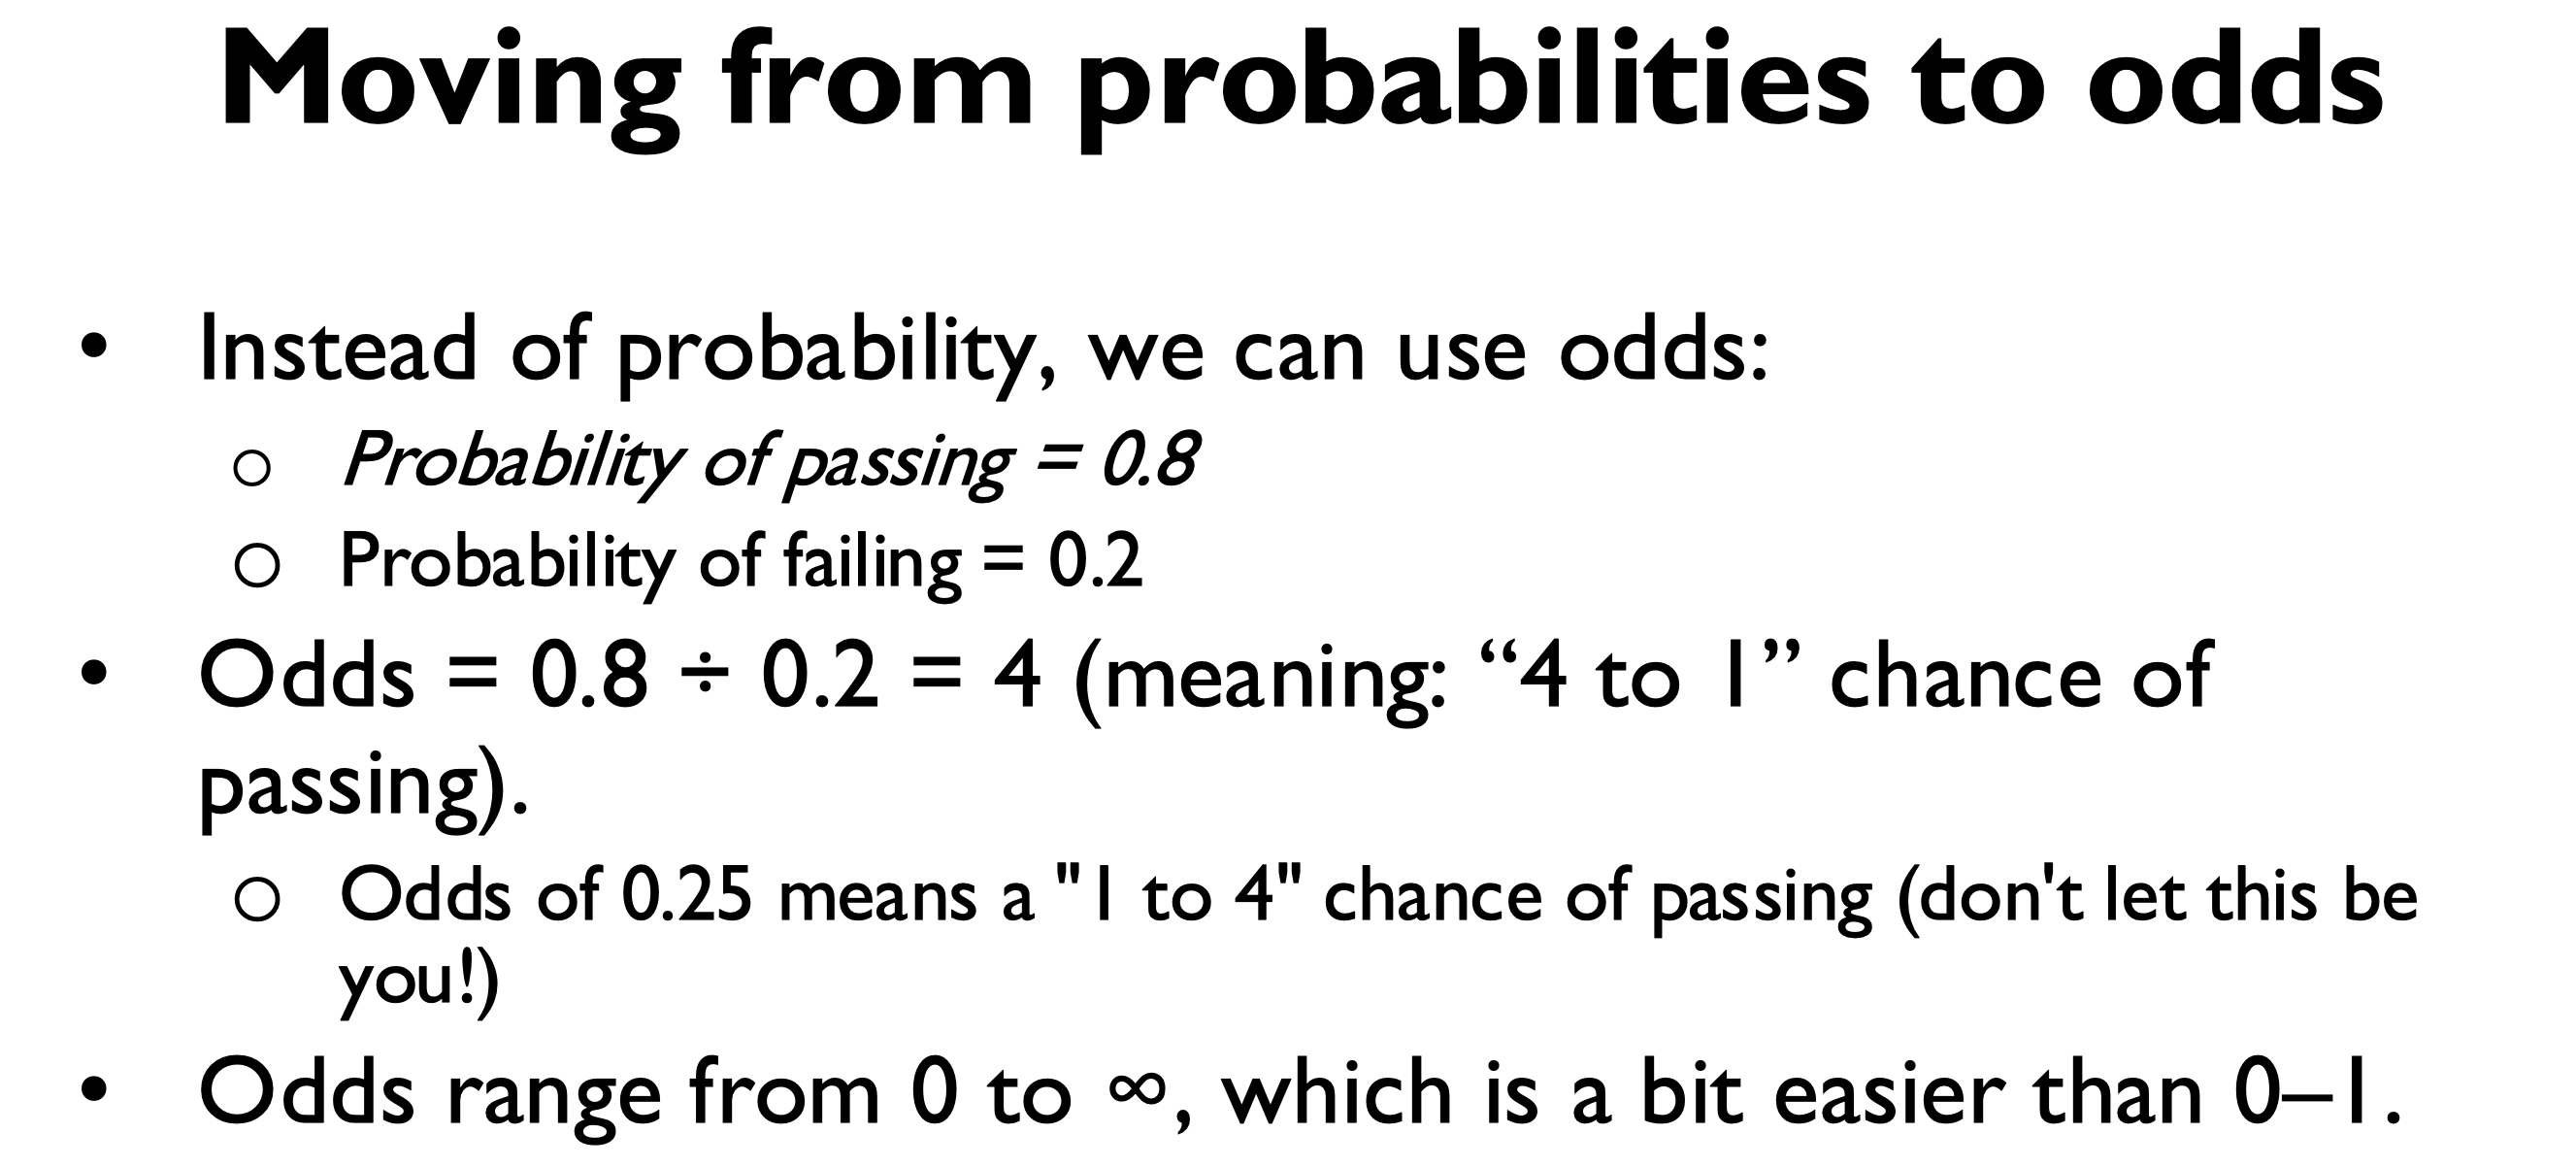 Moving from probabilities to odds
• Instead of probability, we can use odds:
○ Probability of passing = 0.8
○ Probability of failing = 0.2
• Odds = 0.8 ÷ 0.2 = 4 (meaning: “4 to 1” chance of
passing).
○ Odds of 0.25 means a "1 to 4" chance of passing (don't let this be
you!)
• Odds range from 0 to ∞, which is a bit easier than 0–1.